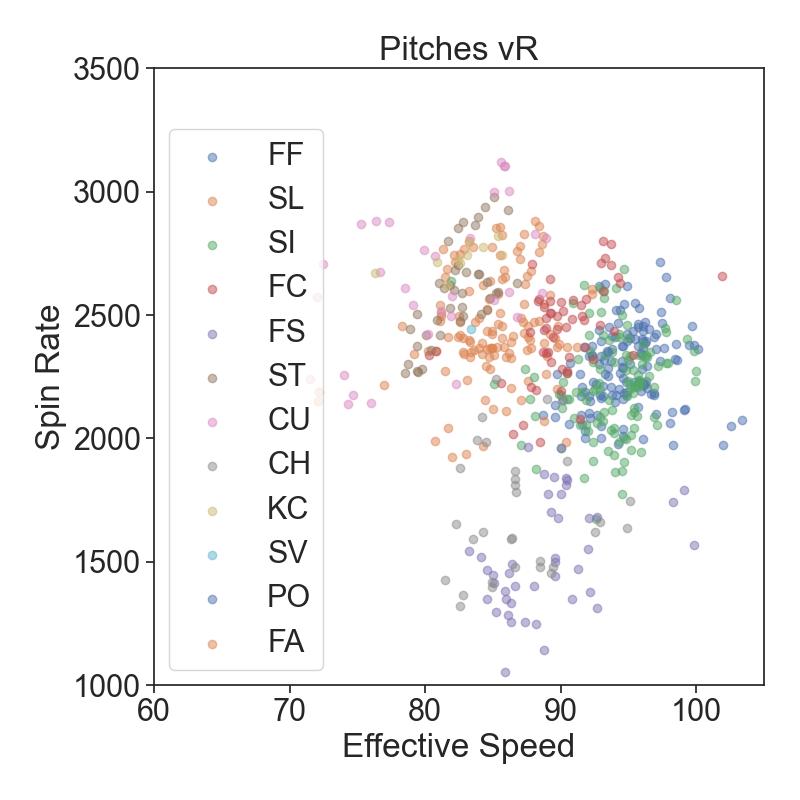 Pitches vR
3500
3000
2500
2000
1500
1000
Spin Rate
FF
SL
SI
FC
FS
ST
CU
CH
KC
SV
PO
FA
60 70 80 90 100
Effective Speed